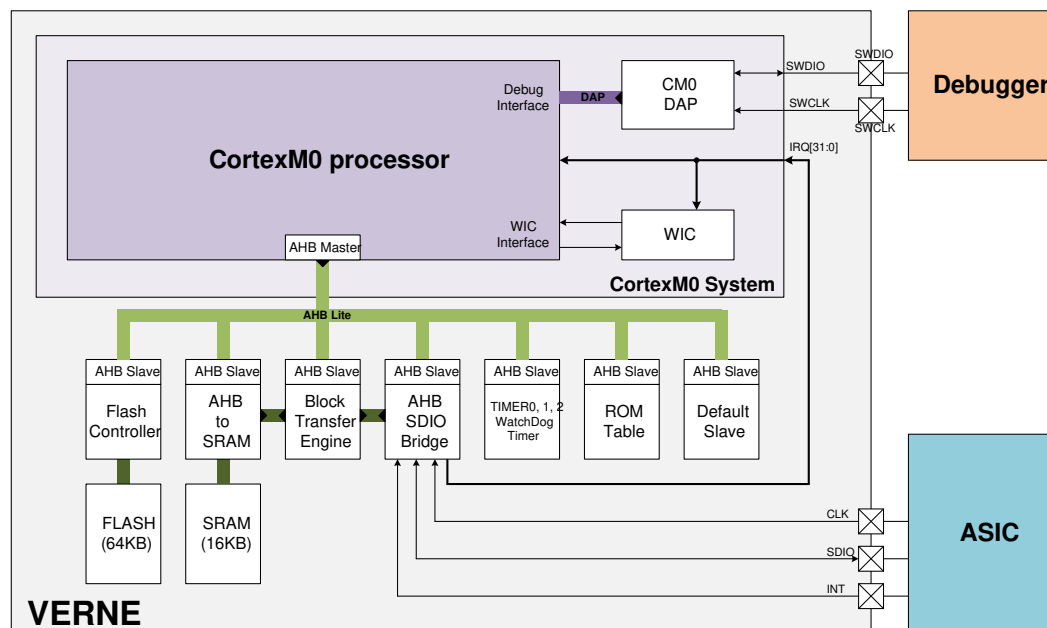 SWDIO
SWDIO
Debugger
Debug
Interface
DAP
CM0
DAP
SWCLK
SWCLK
CortexM0 processor
IRQ[31:0]
WIC
Interface
WIC
AHB Master
CortexM0 System
AHB Lite
AHB Slave
AHB Slave
AHB Slave
AHB Slave
AHB Slave
AHB Slave
AHB Slave
Flash
Controller
AHB
to
SRAM
Block
Transfer
Engine
AHB
SDIO
Bridge
TIMER0, 1, 2
WatchDog
Timer
ROM
Table
Default
Slave
FLASH
(64KB)
SRAM
(16KB)
CLK
SDIO
INT
ASIC
VERNE